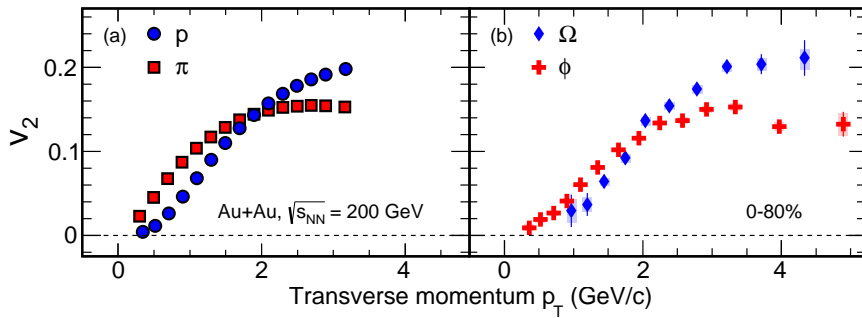 (a) p
π
(b) Ω
ϕ
v2
0.2
0.1
0
Au+Au, √sNN = 200 GeV
0-80%
0 2 4
0 2 4
Transverse momentum pT (GeV/c)